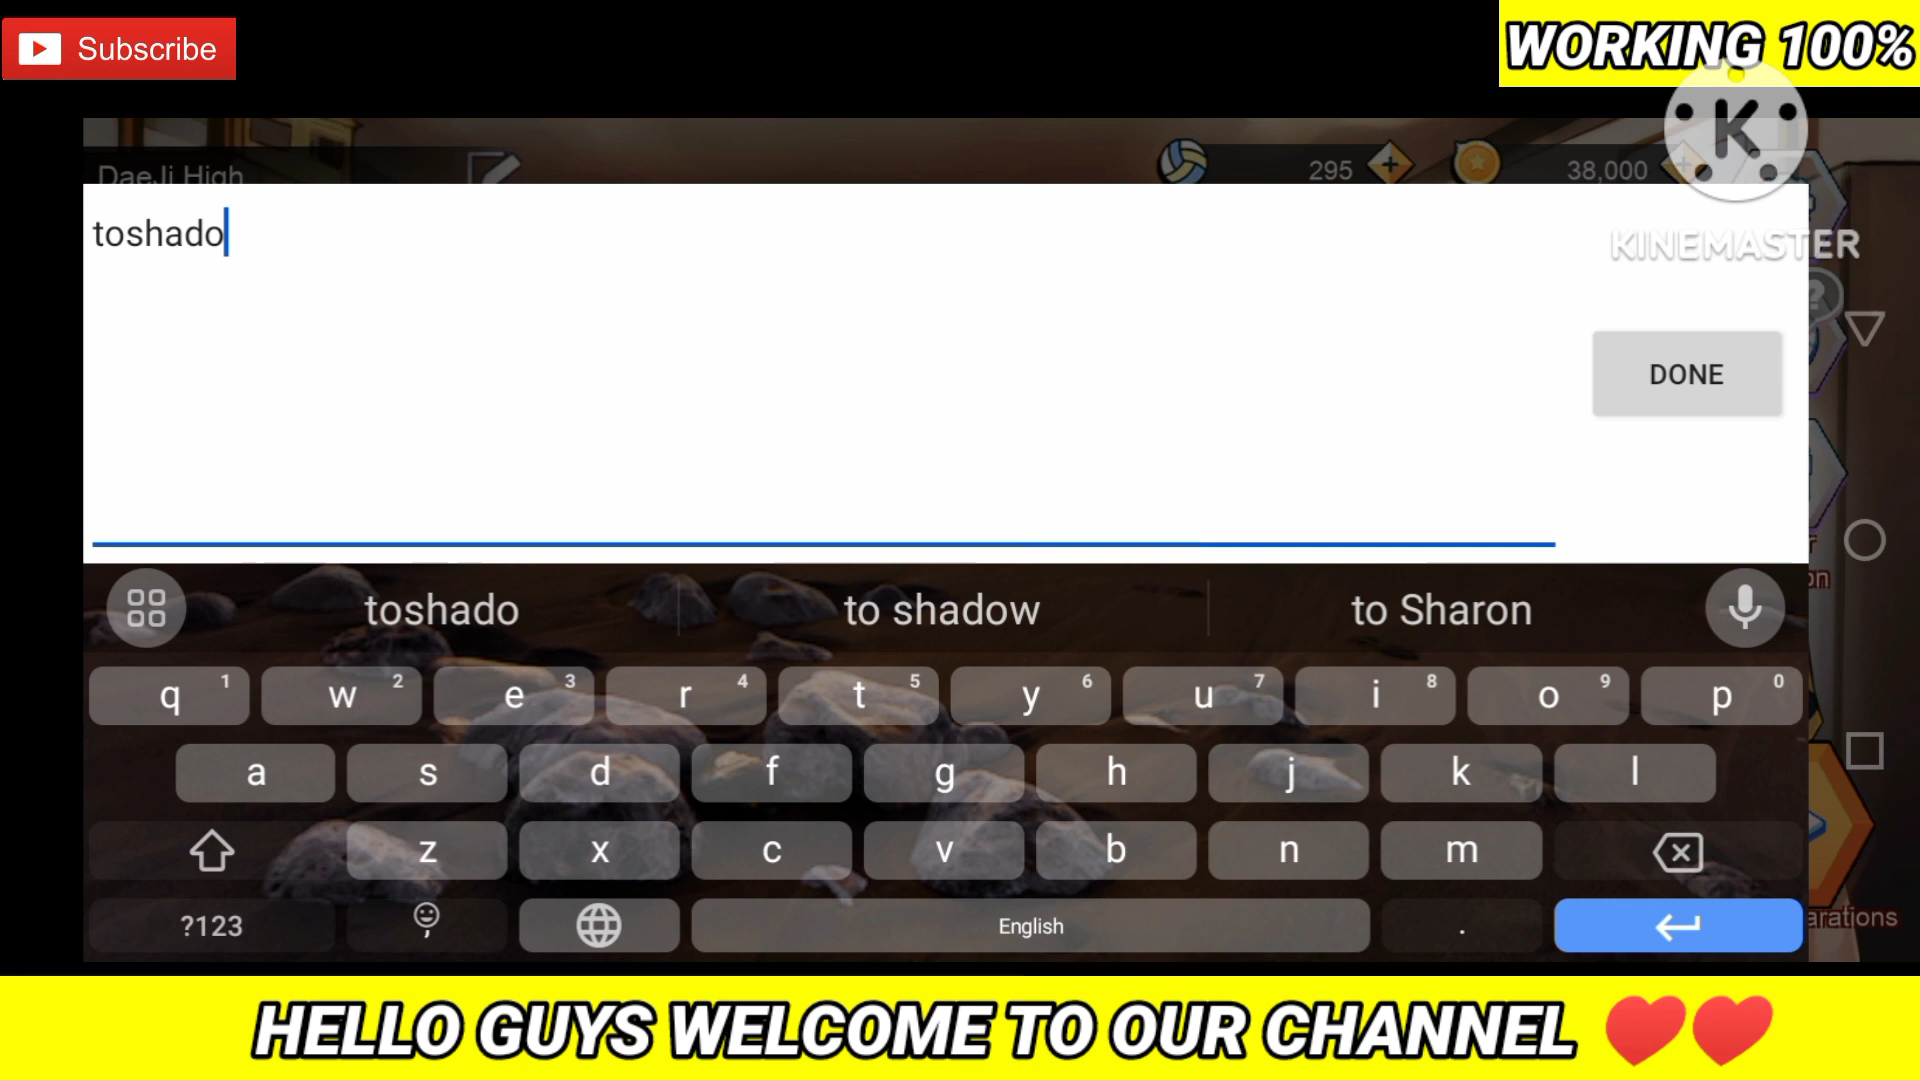 Subscribe
WORKING 100%
DaeJi High
295
38,000
K
KINEMASTER
toshado
DONE
toshado
to shadow
to Sharon
q 1 w 2 e 3 r 4 t 5 y 6 u 7 i 8 o 9 p 0
a s d f g h j k l
z x c v b n m
?123
English
.
arations
HELLO GUYS WELCOME TO OUR CHANNEL ❤️❤️